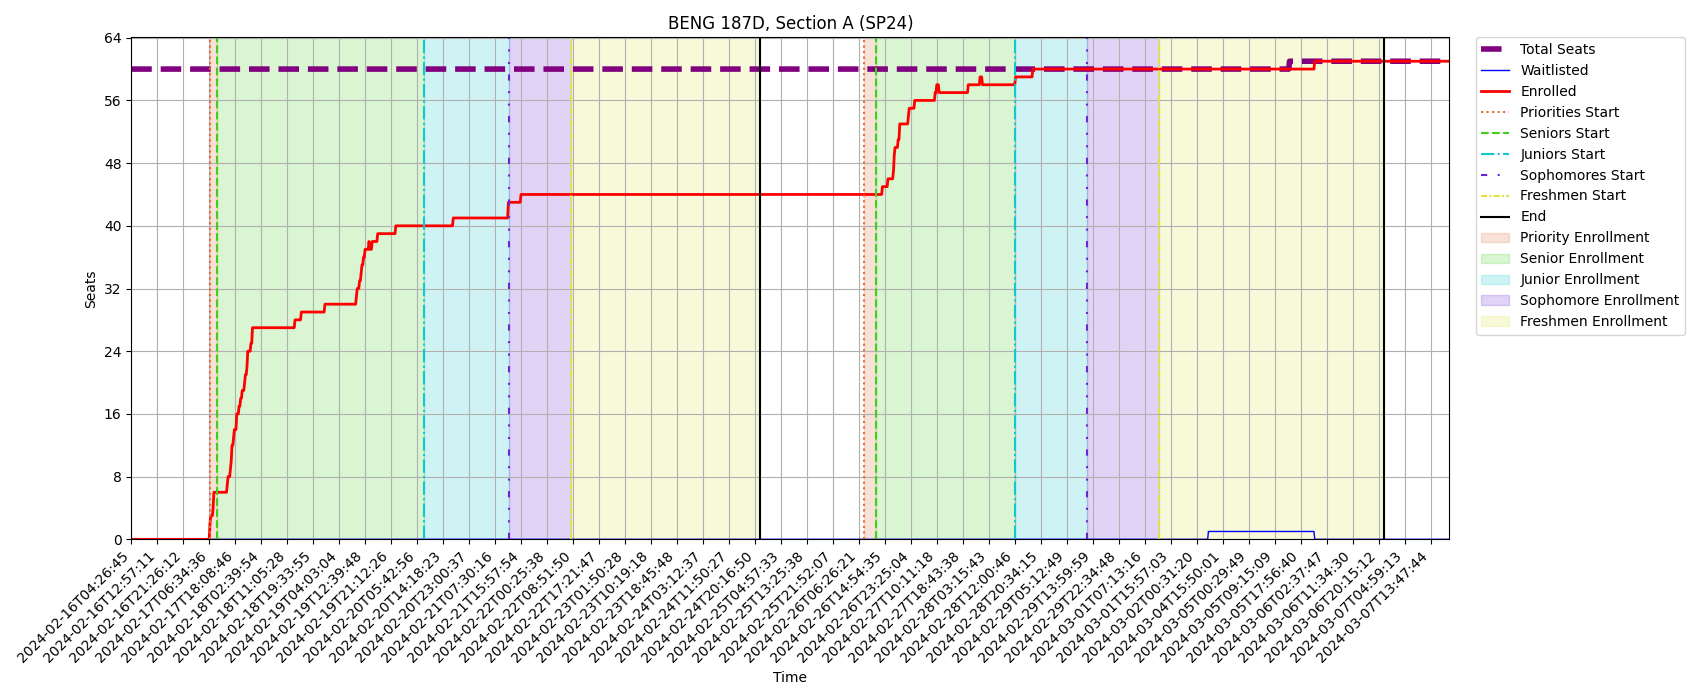 BENG 187D, Section A (SP24)
64
56
48
40
32
24
16
8
0
Seats
2024-02-16T04:26:45
2024-02-16T12:57:11
2024-02-16T21:26:12
2024-02-17T06:34:36
2024-02-17T18:08:46
2024-02-18T02:39:54
2024-02-18T11:05:28
2024-02-18T19:33:55
2024-02-19T04:03:04
2024-02-19T12:39:48
2024-02-19T21:12:26
2024-02-20T05:42:56
2024-02-20T14:18:23
2024-02-20T23:00:37
2024-02-21T07:30:16
2024-02-21T15:57:54
2024-02-22T00:25:38
2024-02-22T08:51:50
2024-02-22T17:21:47
2024-02-23T01:50:28
2024-02-23T10:19:18
2024-02-23T18:45:48
2024-02-24T03:12:37
2024-02-24T11:50:27
2024-02-24T20:16:50
2024-02-25T04:57:33
2024-02-25T13:25:38
2024-02-25T21:52:07
2024-02-26T06:26:21
2024-02-26T14:54:35
2024-02-26T23:25:04
2024-02-27T10:11:18
2024-02-27T18:43:38
2024-02-28T03:15:43
2024-02-28T12:00:46
2024-02-28T20:34:15
2024-02-29T05:12:49
2024-02-29T13:59:59
2024-02-29T22:34:48
2024-03-01T07:13:16
2024-03-01T15:57:03
2024-03-02T00:31:20
2024-03-04T15:50:01
2024-03-05T00:29:49
2024-03-05T09:15:09
2024-03-05T17:56:40
2024-03-06T02:37:47
2024-03-06T11:34:30
2024-03-06T20:15:12
2024-03-07T04:59:13
2024-03-07T13:47:44
Time
Total Seats
Waitlisted
Enrolled
Priorities Start
Seniors Start
Juniors Start
Sophomores Start
Freshmen Start
End
Priority Enrollment
Senior Enrollment
Junior Enrollment
Sophomore Enrollment
Freshmen Enrollment